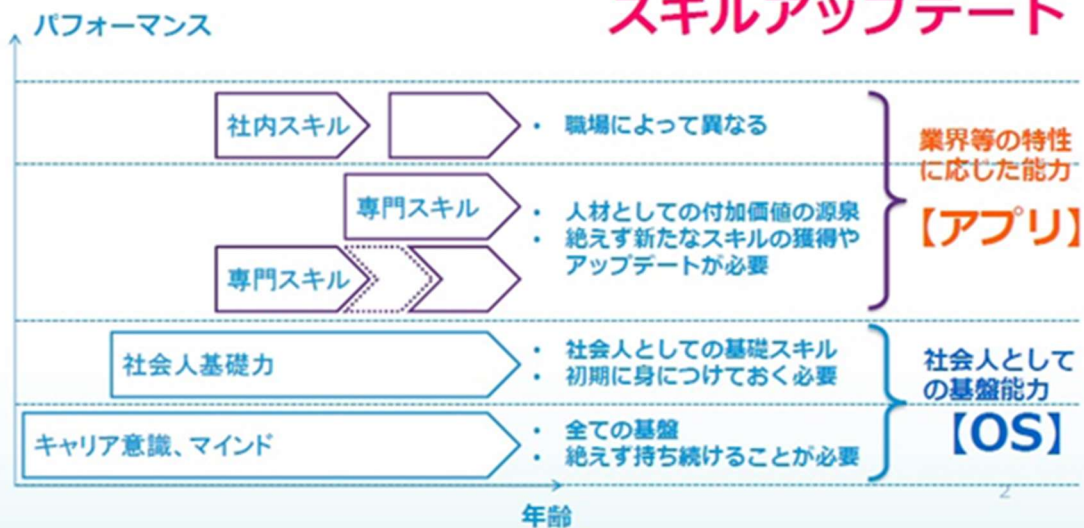 スキルアップデート
パフォーマンス
社内スキル
・ 職場によって異なる
業界等の特性
に応じた能力
【アプリ】
専門スキル
・ 人材としての付加価値の源泉
・ 絶えず新たなスキルの獲得や
アップデートが必要
専門スキル
社会人基礎力
・ 社会人としての基礎スキル
・ 初期に身につけておく必要
社会人として
の基盤能力
【OS】
キャリア意識、マインド
・ 全ての基盤
・ 絶えず持ち続けることが必要
2
年齢